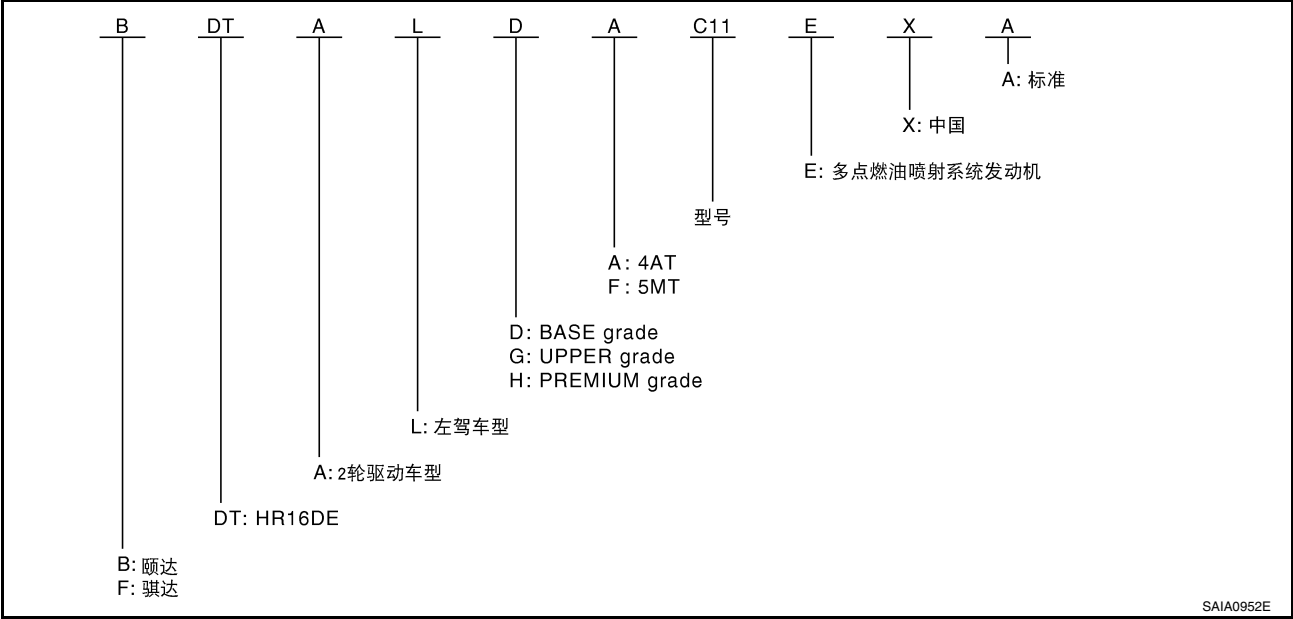 B DT A L D A C11 E X A
A: 标准
X: 中国
E: 多点燃油喷射系统发动机
型号
A: 4AT
F: 5MT
D: BASE grade
G: UPPER grade
H: PREMIUM grade
L: 左驾车型
A: 2轮驱动车型
DT: HR16DE
B: 颐达
F: 骐达
SAIA0952E